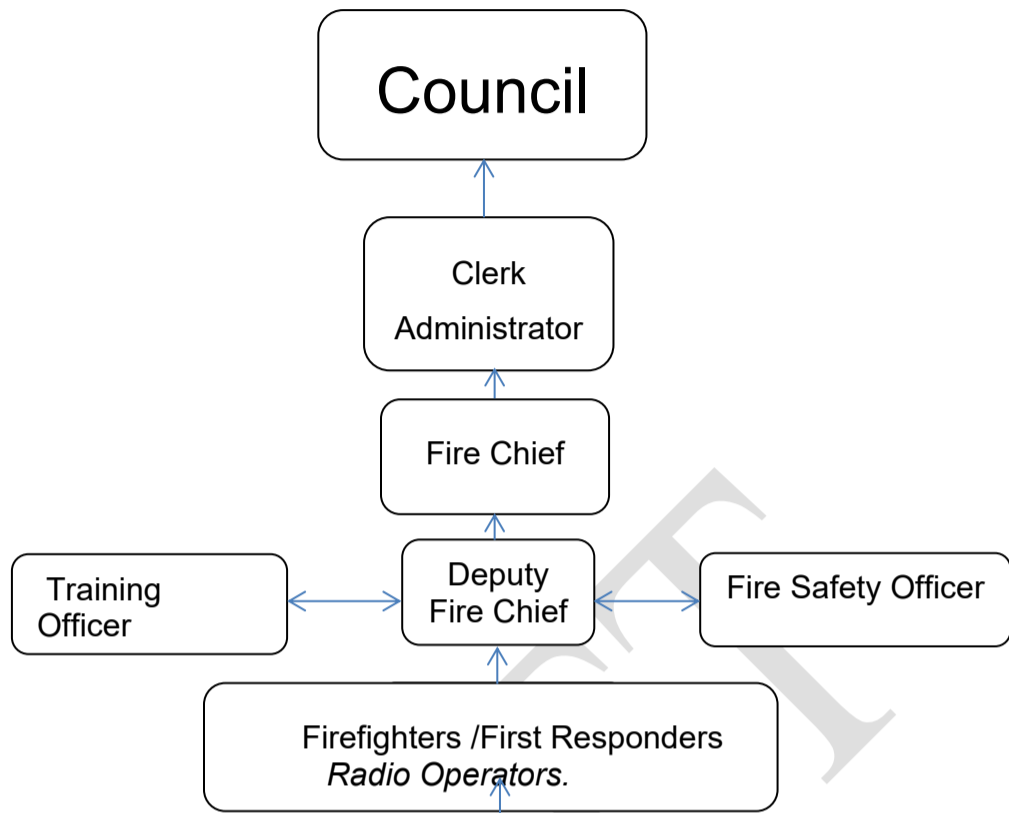 Council
Clerk
Administrator
Fire Chief
Training
Officer
Deputy
Fire Chief
Fire Safety Officer
Firefighters /First Responders
Radio Operators.